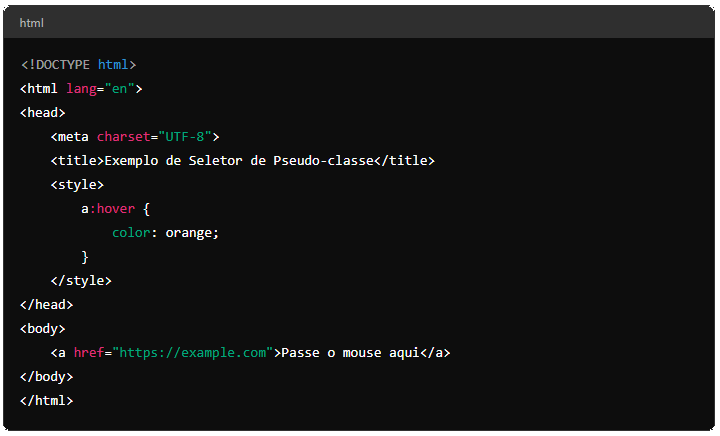 html
<!DOCTYPE html>
<html lang="en">
<head>
    <meta charset="UTF-8">
    <title>Exemplo de Seletor de Pseudo-classe</title>
    <style>
        a:hover {
            color: orange;
        }
    </style>
</head>
<body>
    <a href="https://example.com">Passe o mouse aqui</a>
</body>
</html>